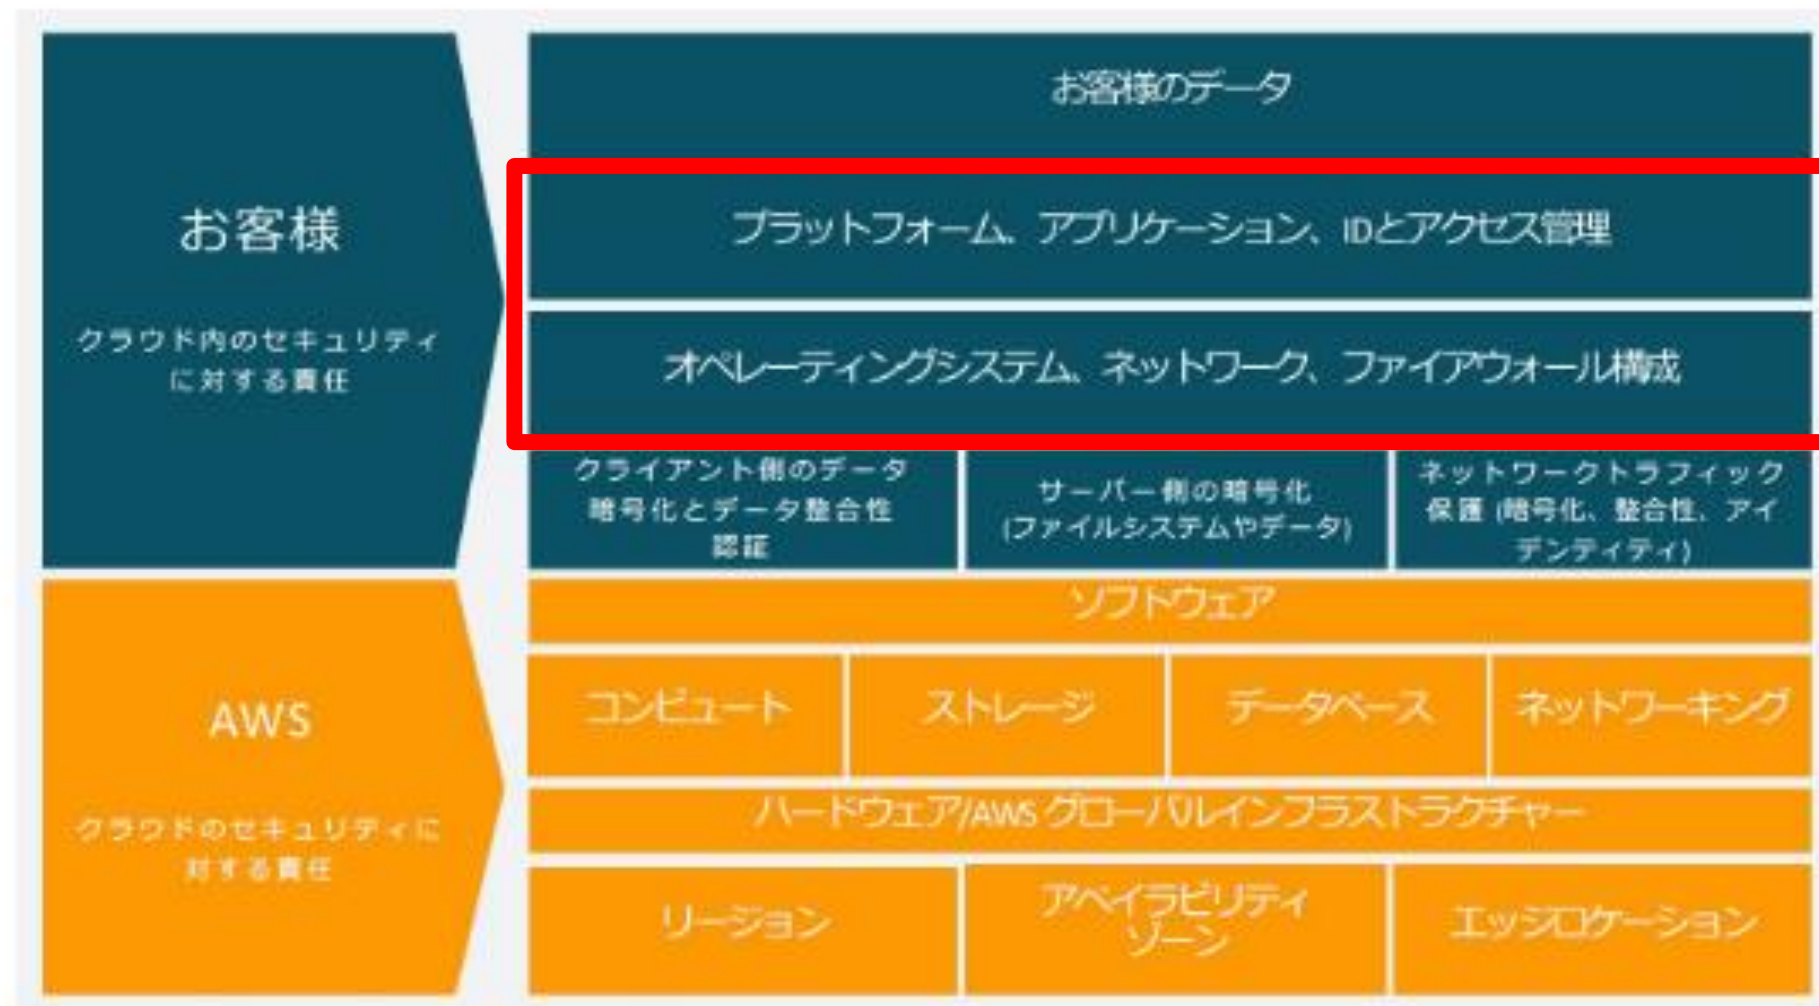 お客様
クラウド内のセキュリティ
に対する責任
お客様のデータ
プラットフォーム、アプリケーション、IDとアクセス管理
オペレーティングシステム、ネットワーク、ファイアウォール構成
クライアント側のデータ
暗号化とデータ整合性
認証
サーバー側の暗号化
(ファイルシステムやデータ)
ネットワークトラフィック
保護 (暗号化、整合性、アイ
デンティティ)
AWS
クラウドのセキュリティに
対する責任
ソフトウェア
コンピュート
ストレージ
データベース
ネットワーキング
ハードウェア/AWS グローバルインフラストラクチャー
リージョン
アベイラビリティ
ゾーン
エッジロケーション